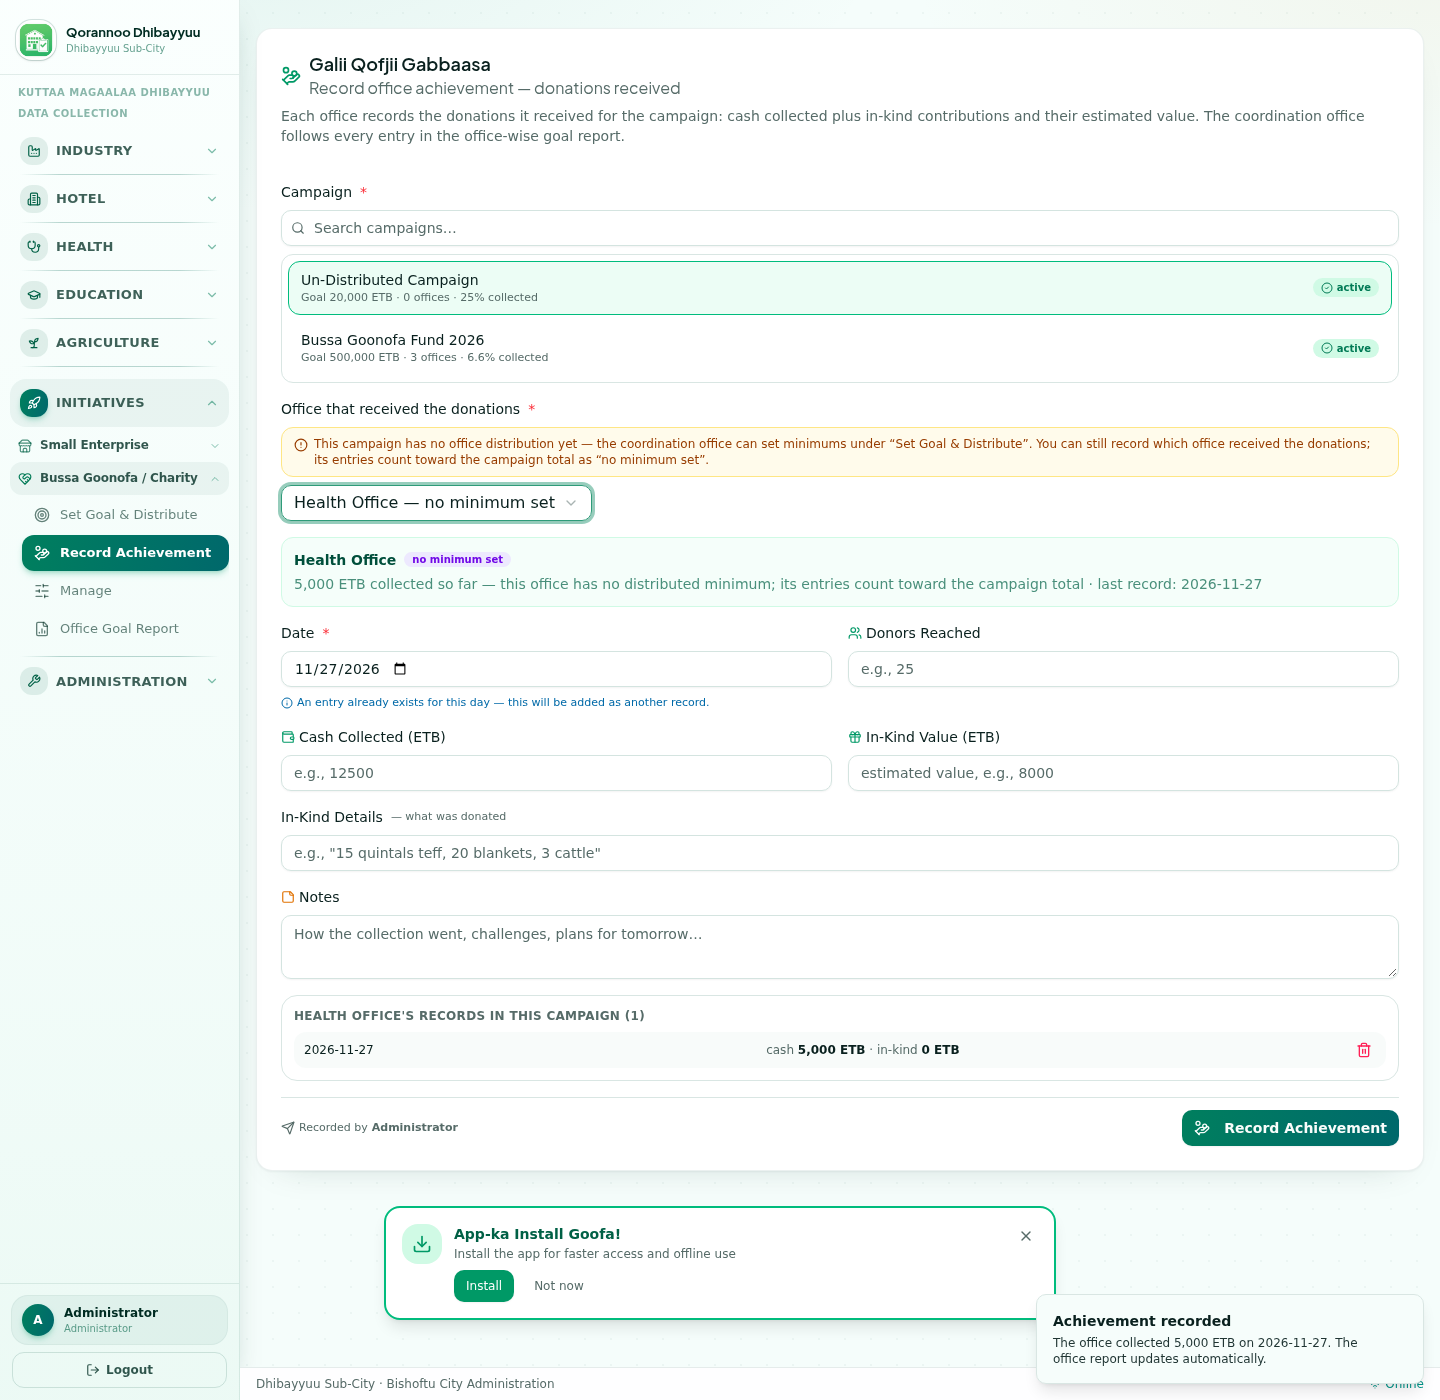 Qorannoo Dhibayyuu
Dhibayyuu Sub-City
KUTTAA MAGAALAA DHIBAYYUU
DATA COLLECTION
INDUSTRY
HOTEL
HEALTH
EDUCATION
AGRICULTURE
INITIATIVES
Small Enterprise
Bussa Goonofa / Charity
Set Goal & Distribute
Record Achievement
Manage
Office Goal Report
ADMINISTRATION
A
Administrator
Administrator
Logout
Galii Qofjii Gabbaasa
Record office achievement — donations received
Each office records the donations it received for the campaign: cash collected plus in-kind contributions and their estimated value. The coordination office
follows every entry in the office-wise goal report.
Campaign *
Search campaigns...
Un-Distributed Campaign
Goal 20,000 ETB · 0 offices · 25% collected
active
Bussa Goonofa Fund 2026
Goal 500,000 ETB · 3 offices · 6.6% collected
active
Office that received the donations *
This campaign has no office distribution yet — the coordination office can set minimums under “Set Goal & Distribute”. You can still record which office received the donations;
its entries count toward the campaign total as “no minimum set”.
Health Office — no minimum set
Health Office no minimum set
5,000 ETB collected so far — this office has no distributed minimum; its entries count toward the campaign total · last record: 2026-11-27
Date *
Donors Reached
11/27/2026
e.g., 25
An entry already exists for this day — this will be added as another record.
Cash Collected (ETB)
In-Kind Value (ETB)
e.g., 12500
estimated value, e.g., 8000
In-Kind Details — what was donated
e.g., "15 quintals teff, 20 blankets, 3 cattle"
Notes
How the collection went, challenges, plans for tomorrow...
HEALTH OFFICE'S RECORDS IN THIS CAMPAIGN (1)
2026-11-27 cash 5,000 ETB · in-kind 0 ETB
Recorded by Administrator
Record Achievement
App-ka Install Goofa!
Install the app for faster access and offline use
Install Not now
Achievement recorded
The office collected 5,000 ETB on 2026-11-27. The
office report updates automatically.
Dhibayyuu Sub-City · Bishoftu City Administration
Online